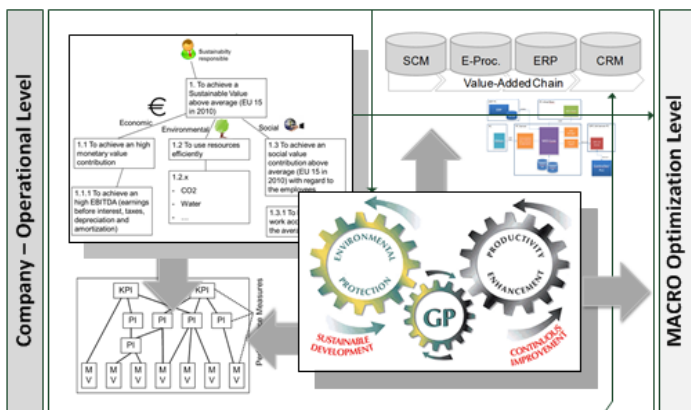 Company – Operational Level
Sustainability
responsible
1. To achieve a
Sustainable Value
above average (EU 15
in 2010)
Economic
Environmental
Social
1.1 To achieve an high
monetary value
contribution
1.2 To use resources
efficiently
1.3 To achieve an
social value
contribution above
average (EU 15 in
2010) with regard to
the employees
1.1.1 To achieve an
high EBITDA (earnings
before interest, taxes,
depreciation and
amortization)
1.2.x
- CO2
- Water
- ...
1.3.1 To
work acc
the avera
SCM
E-Proc.
ERP
CRM
Value-Added Chain
KPI
KPI
PI
PI
PI
PI
PI
M
V
M
V
M
V
M
V
M
V
M
V
M
V
Measures
ENVIRONMENTAL
PROTECTION
PRODUCTIVITY
ENHANCEMENT
GP
SUSTAINABLE
DEVELOPMENT
CONTINUOUS
IMPROVEMENT
MACRO Optimization Level